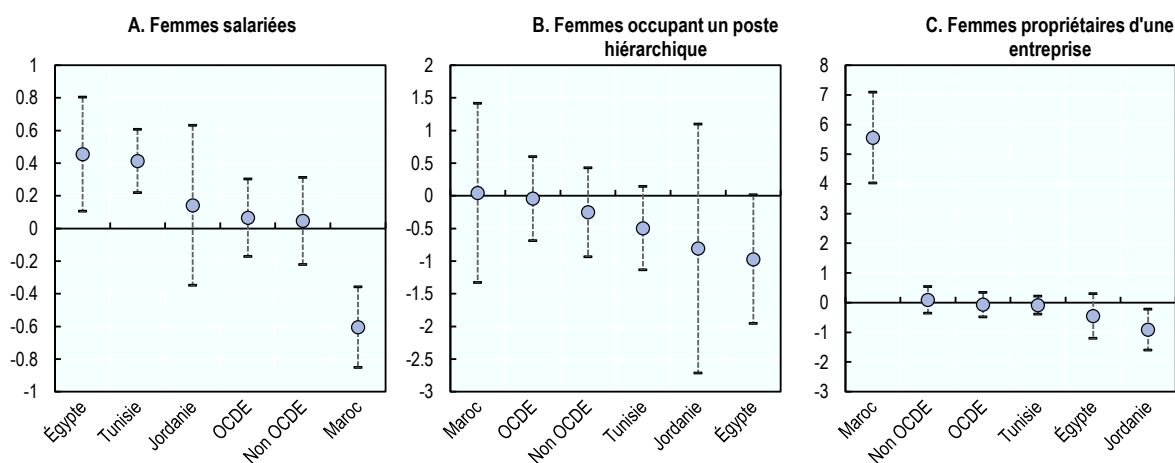 A. Femmes salariées
1
0.8
0.6
0.4
0.2
0
-0.2
-0.4
-0.6
-0.8
-1
Égypte
Tunisie
Jordanie
OCDE
Non OCDE
Maroc
B. Femmes occupant un poste
hiérarchique
2
1.5
1
0.5
0
-0.5
-1
-1.5
-2
-2.5
-3
Maroc
OCDE
Non OCDE
Tunisie
Jordanie
Égypte
C. Femmes propriétaires d'une
entreprise
8
7
6
5
4
3
2
1
0
-1
-2
-3
Maroc
Non OCDE
OCDE
Tunisie
Égypte
Jordanie